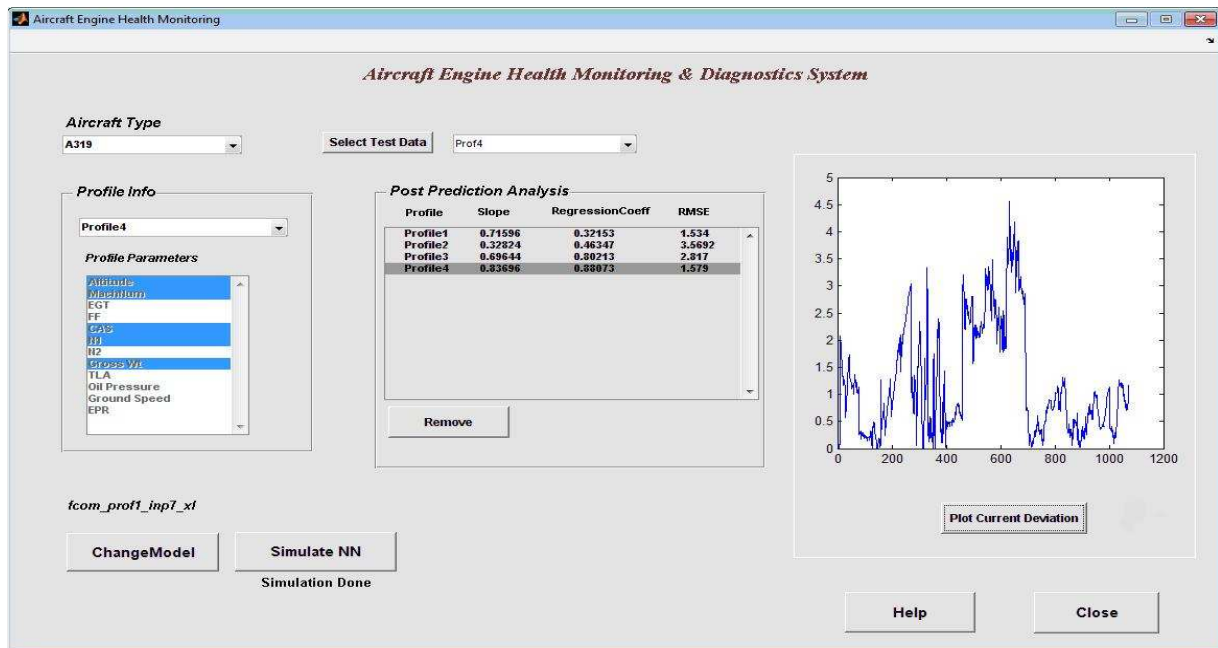 Aircraft Engine Health Monitoring
Aircraft Engine Health Monitoring & Diagnostics System
Aircraft Type
A319
Select Test Data
Prof4
Profile Info
Profile4
Profile Parameters
Altitude
MachNum
EGT
FF
CAS
N1
N2
Gross Wt
TLA
Oil Pressure
Ground Speed
EPR
Post Prediction Analysis
Profile Slope RegressionCoeff RMSE
Profile1 0.71596 0.32153 1.534
Profile2 0.32824 0.46347 3.5692
Profile3 0.69644 0.80213 2.817
Profile4 0.83696 0.88073 1.579
Remove
5
4.5
4
3.5
3
2.5
2
1.5
1
0.5
0
0 200 400 600 800 1000 1200
Plot Current Deviation
fcom_prof1_inp7_xl
ChangeModel
Simulate NN
Simulation Done
Help
Close